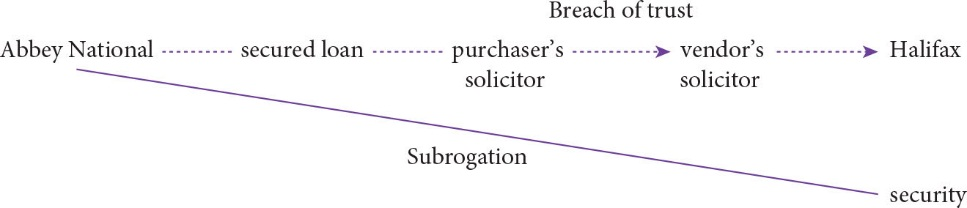 Breach of trust
Abbey National secured loan purchaser’s vendor’s Halifax
solicitor solicitor
Subrogation
security